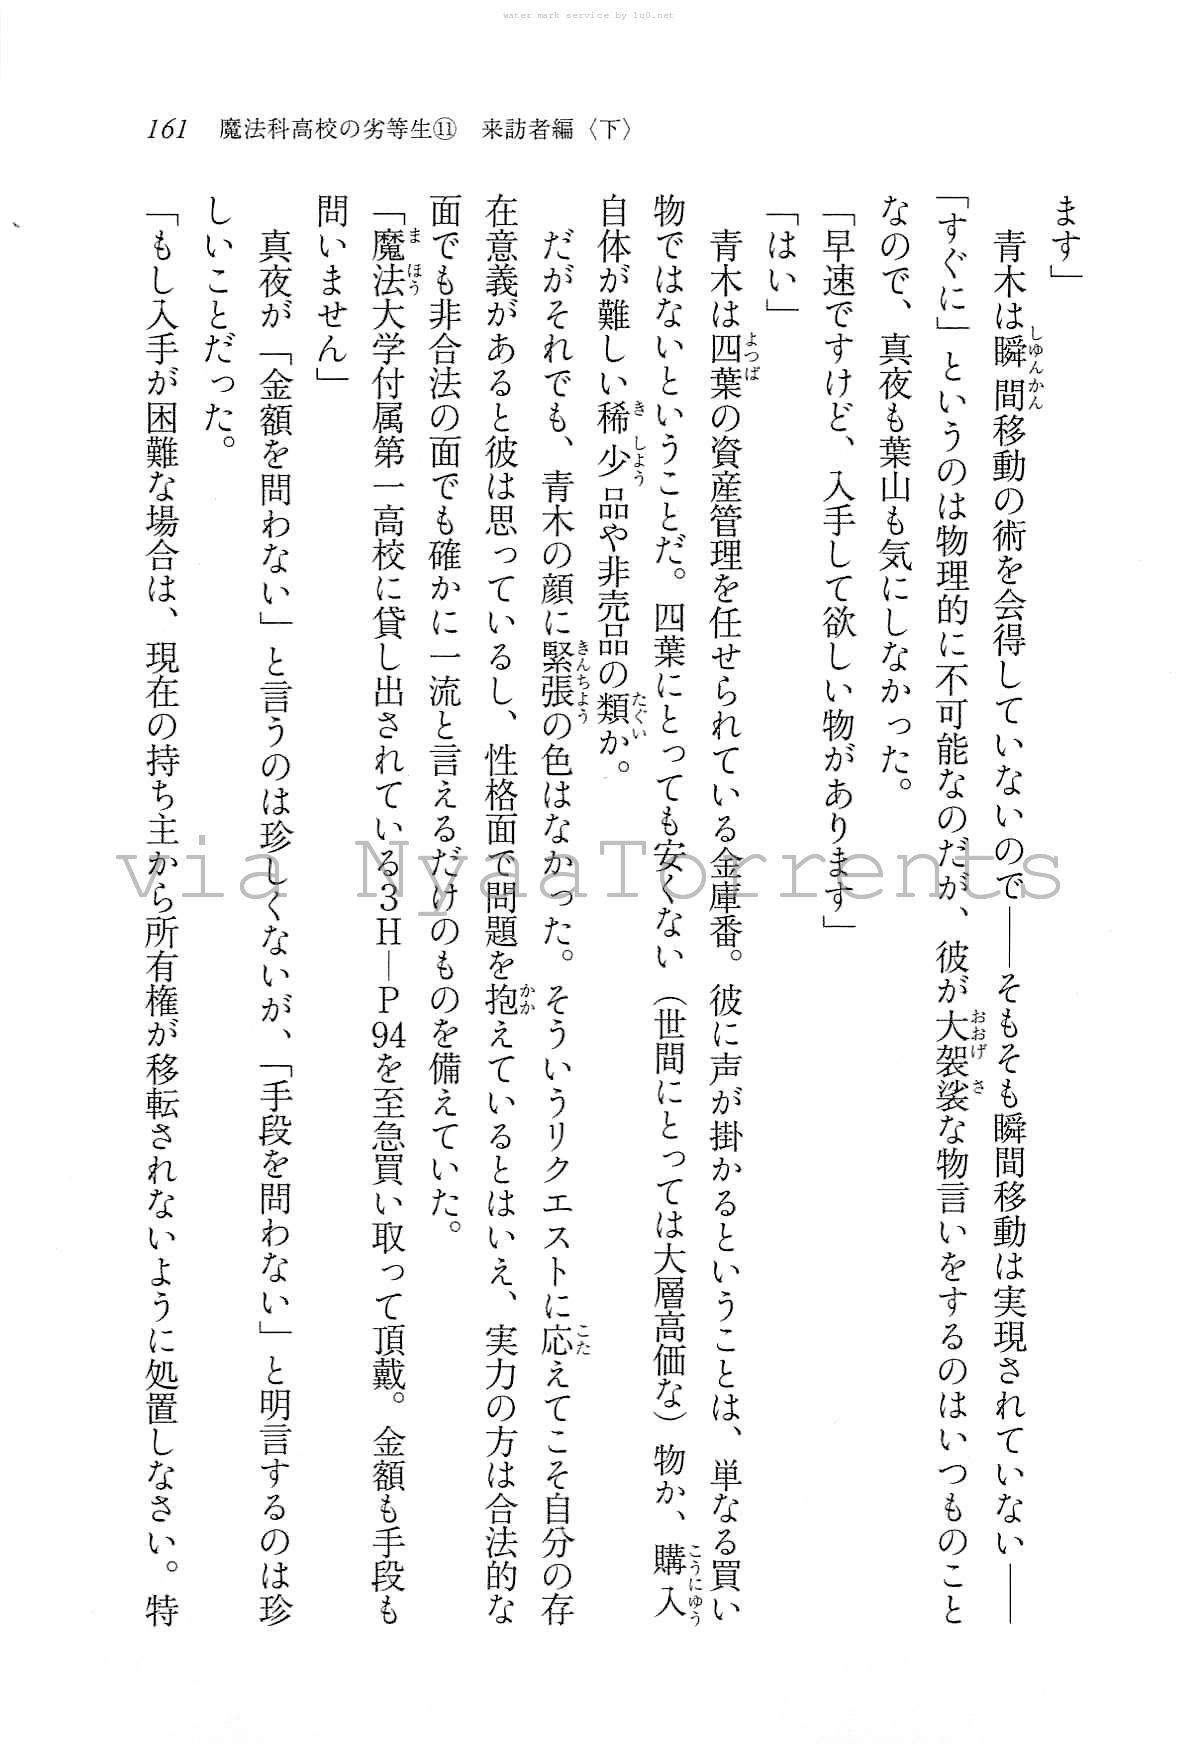 water mark service by lu0.net
161　魔法科高校の劣等生⑪　来訪者編〈下〉
ます」
　青木は瞬間移動の術を会得していないので――そもそも瞬間移動は実現されていない――
「すぐに」というのは物理的に不可能なのだが、彼が大袈裟な物言いをするのはいつものこと
なので、真夜も葉山も気にしなかった。
「早速ですけど、入手して欲しい物があります」
「はい」
　青木は四葉の資産管理を任せられている金庫番。彼に声が掛かるということは、単なる買い
物ではないということだ。四葉にとっても安くない（世間にとっては大層高価な）物か、購入
自体が難しい稀少品や非売品の類か。
　だがそれでも、青木の顔に緊張の色はなかった。そういうリクエストに応えてこそ自分の存
在意義があると彼は思っているし、性格面で問題を抱えているとはいえ、実力の方は合法的な
面でも非合法の面でも確かに一流と言えるだけのものを備えていた。
「魔法大学付属第一高校に貸し出されている３Ｈ－Ｐ94を至急買い取って頂戴。金額も手段も
問いません」
　真夜が「金額を問わない」と言うのは珍しくないが、「手段を問わない」と明言するのは珍
しいことだった。
「もし入手が困難な場合は、現在の持ち主から所有権が移転されないように処置しなさい。特
via NyaaTorrents